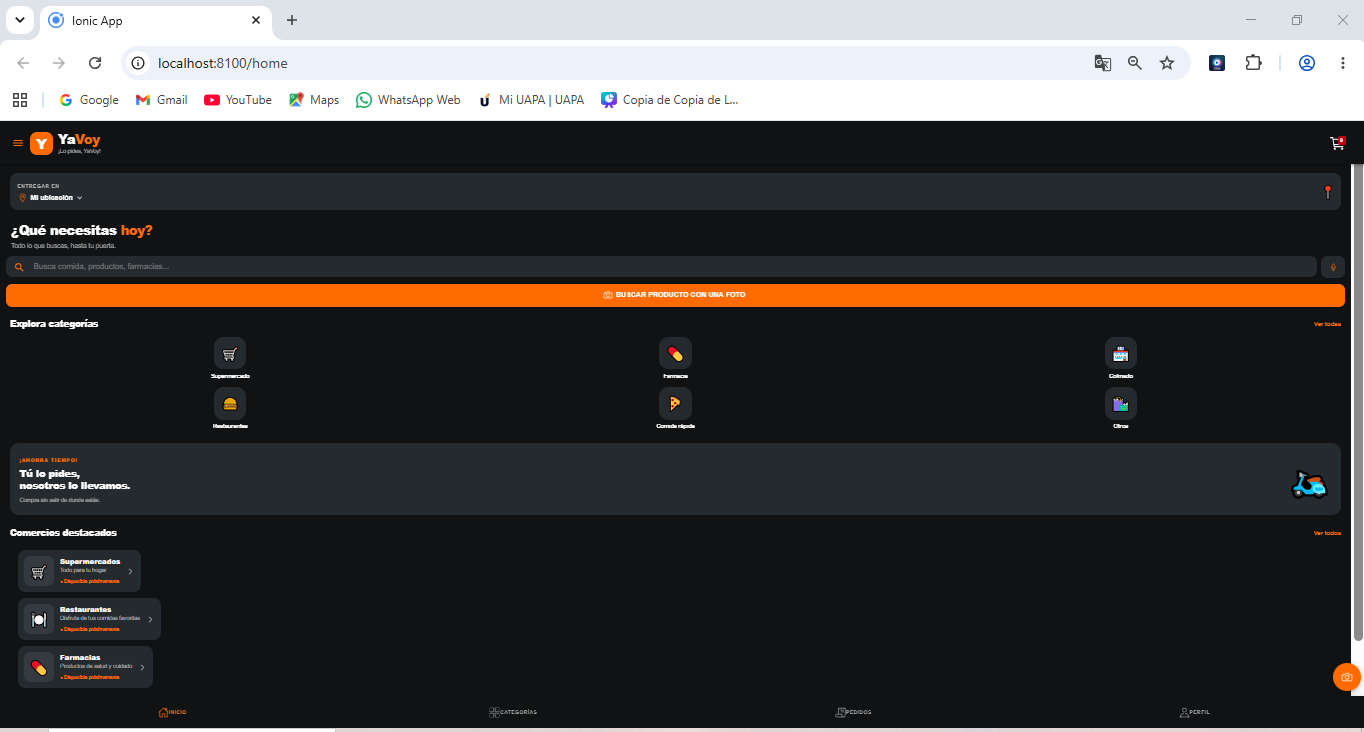 Ionic App
localhost:8100/home
Google
Gmail
YouTube
Maps
WhatsApp Web
Mi UAPA | UAPA
Copia de Copia de L...
Y
YaVoy
¡Lo pides, YaVoy!
ENTREGAR EN
Mi ubicación
¿Qué necesitas hoy?
Todo lo que buscas, hasta tu puerta.
Busca comida, productos, farmacias...
BUSCAR PRODUCTO CON UNA FOTO
Explora categorías
Ver todas
Supermercado
Farmacia
Colmado
Restaurantes
Comida rápida
Otros
¡AHORRA TIEMPO!
Tú lo pides,
nosotros lo llevamos.
Compra sin salir de donde estás.
Comercios destacados
Ver todos
Supermercados
Todo para tu hogar
Disponible próximamente
Restaurantes
Disfruta de tus comidas favoritas
Disponible próximamente
Farmacias
Productos de salud y cuidado
Disponible próximamente
INICIO
CATEGORÍAS
PEDIDOS
PERFIL